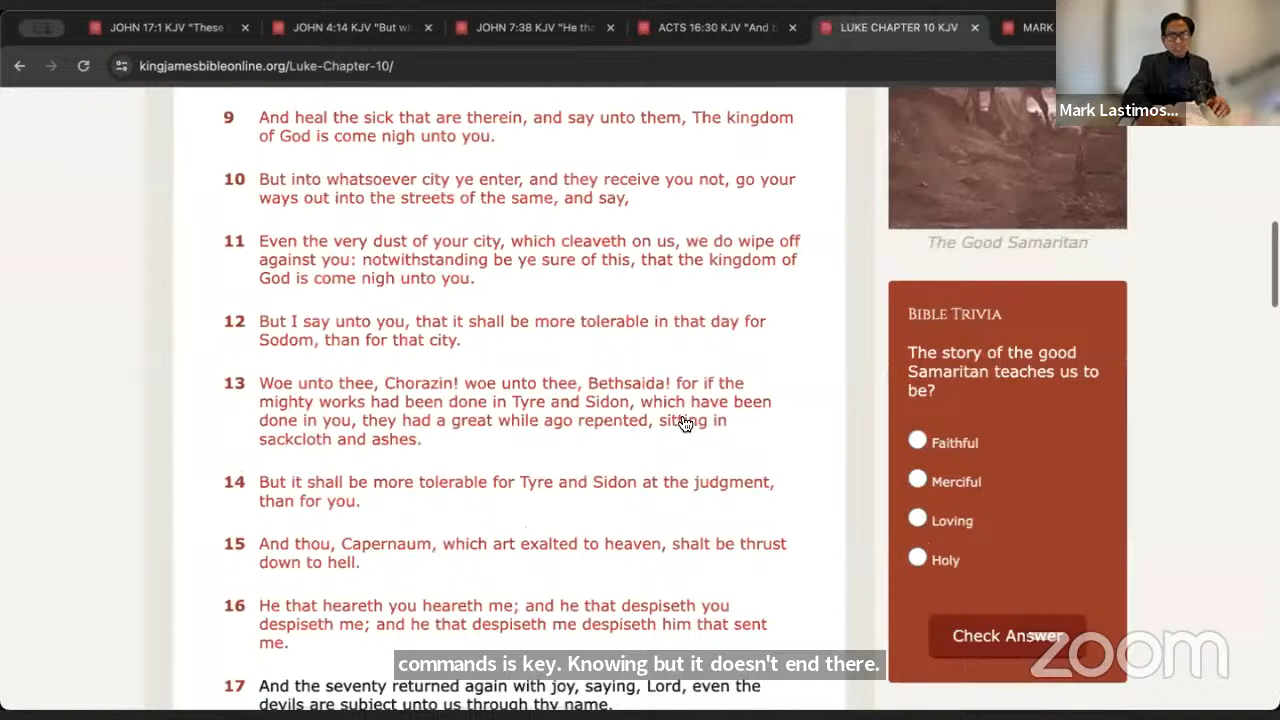 JOHN 17:1 KJV "These
JOHN 4:14 KJV "But w
JOHN 7:38 KJV "He tha
ACTS 16:30 KJV "And t
LUKE CHAPTER 10 KJV
MARK
kingjamesbibleonline.org/Luke-Chapter-10/
Mark Lastimos...
9 And heal the sick that are therein, and say unto them, The kingdom
of God is come nigh unto you.
10 But into whatsoever city ye enter, and they receive you not, go your
ways out into the streets of the same, and say,
11 Even the very dust of your city, which cleaveth on us, we do wipe off
against you: notwithstanding be ye sure of this, that the kingdom of
God is come nigh unto you.
12 But I say unto you, that it shall be more tolerable in that day for
Sodom, than for that city.
13 Woe unto thee, Chorazin! woe unto thee, Bethsaida! for if the
mighty works had been done in Tyre and Sidon, which have been
done in you, they had a great while ago repented, sitting in
sackcloth and ashes.
14 But it shall be more tolerable for Tyre and Sidon at the judgment,
than for you.
15 And thou, Capernaum, which art exalted to heaven, shalt be thrust
down to hell.
16 He that heareth you heareth me; and he that despiseth you
despiseth me; and he that despiseth me despiseth him that sent
me.
17 And the seventy returned again with joy, saying, Lord, even the
devils are subject unto us through thy name.
The Good Samaritan
BIBLE TRIVIA
The story of the good
Samaritan teaches us to
be?
Faithful
Merciful
Loving
Holy
Check Answer
zoom
commands is key. Knowing but it doesn't end there.